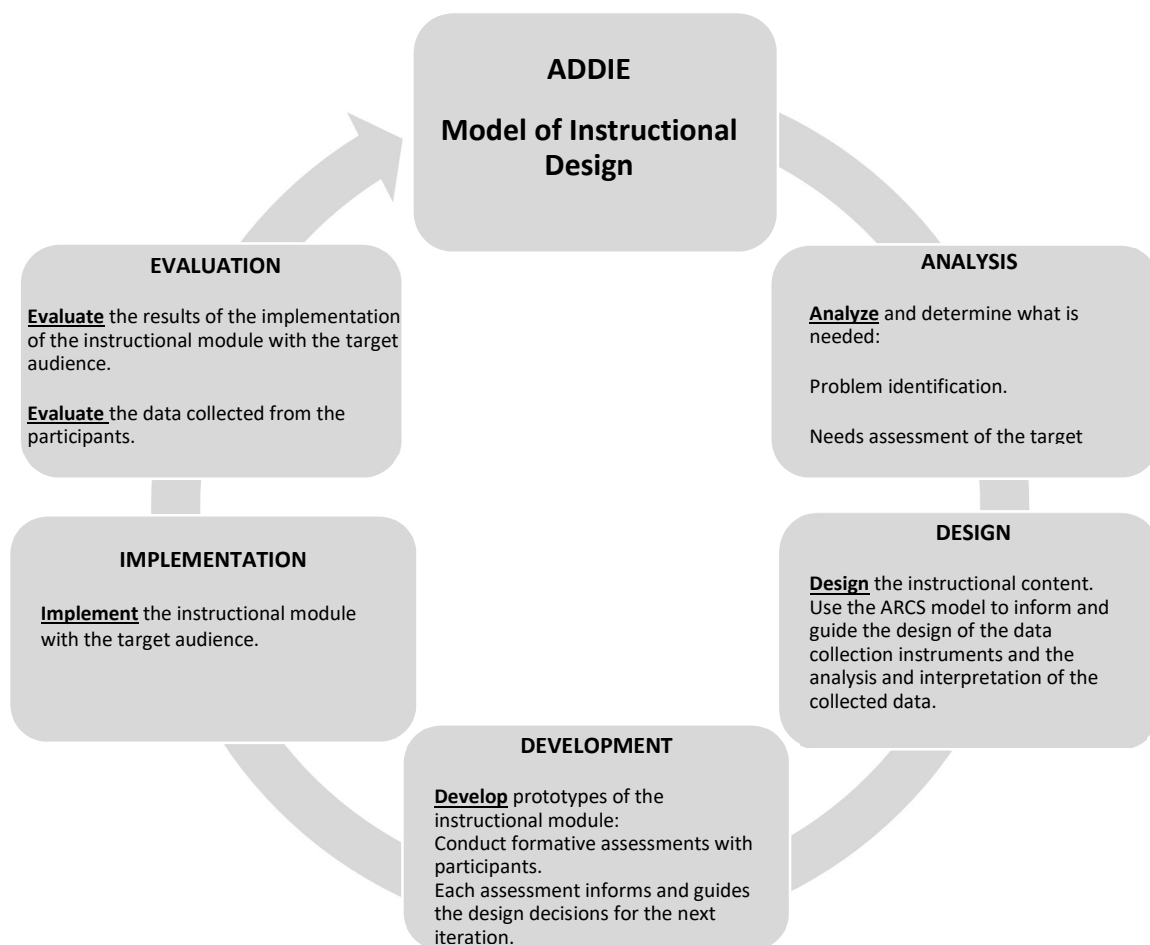 ADDIE
Model of Instructional
Design
ANALYSIS
Analyze and determine what is
needed:
Problem identification.
Needs assessment of the target
DESIGN
Design the instructional content.
Use the ARCS model to inform and
guide the design of the data
collection instruments and the
analysis and interpretation of the
collected data.
DEVELOPMENT
Develop prototypes of the
instructional module:
Conduct formative assessments with
participants.
Each assessment informs and guides
the design decisions for the next
iteration.
IMPLEMENTATION
Implement the instructional module
with the target audience.
EVALUATION
Evaluate the results of the implementation
of the instructional module with the target
audience.
Evaluate the data collected from the
participants.